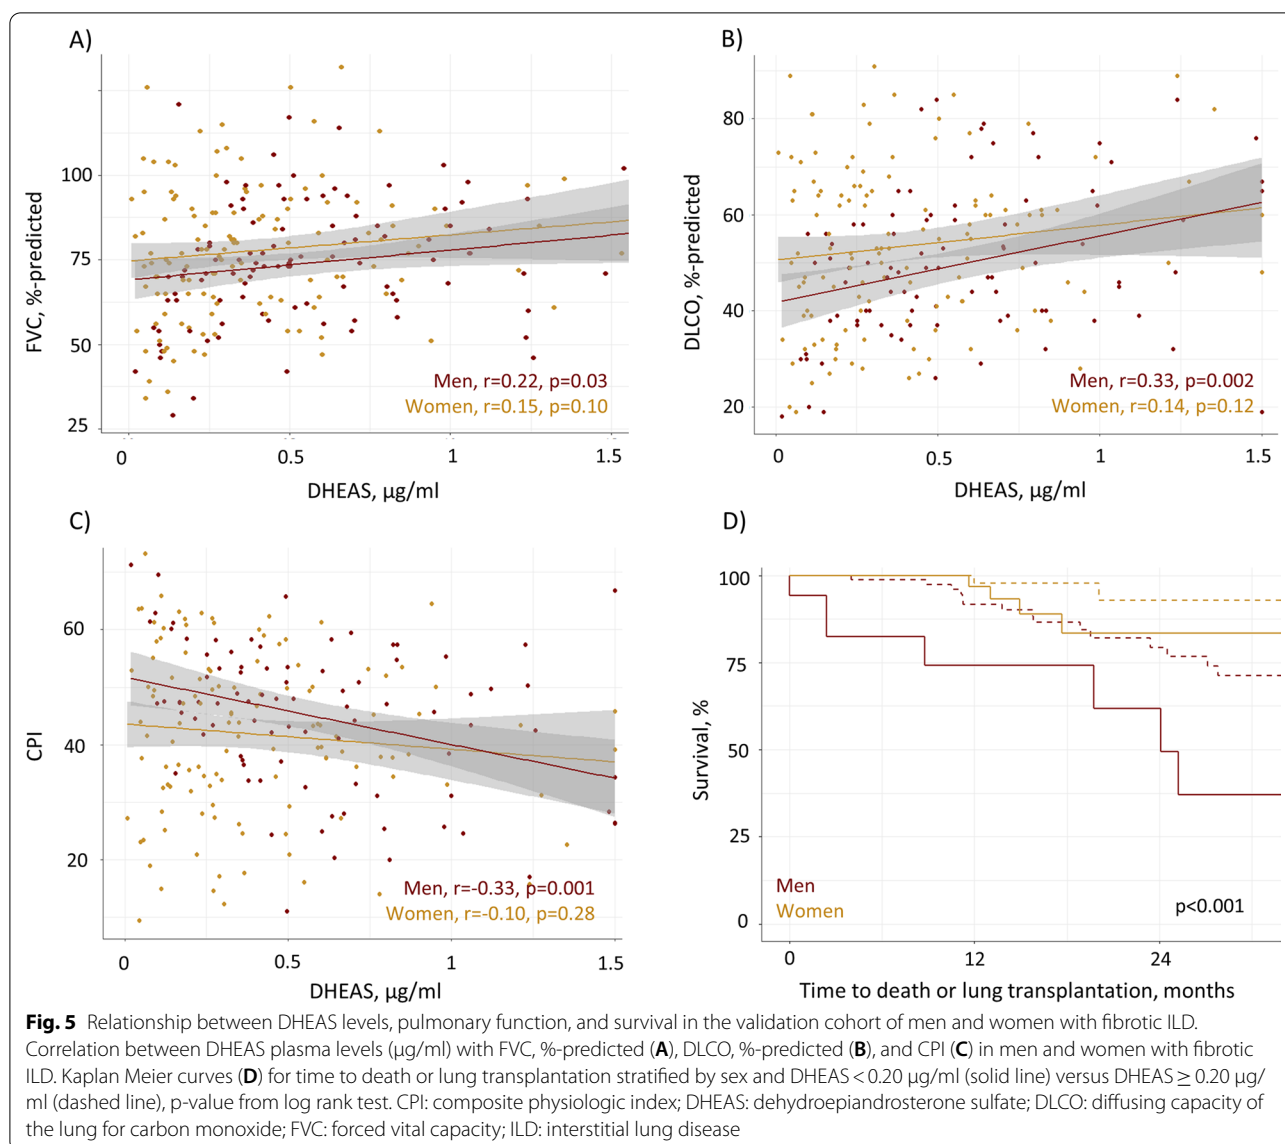 A)
FVC, %-predicted
100
75
50
25
Men, r=0.22, p=0.03
Women, r=0.15, p=0.10
0 0.5 1 1.5
DHEAS, μg/ml
B)
DLCO, %-predicted
80
60
40
20
Men, r=0.33, p=0.002
Women, r=0.14, p=0.12
0 0.5 1 1.5
DHEAS, μg/ml
C)
CPI
60
40
20
Men, r=-0.33, p=0.001
Women, r=-0.10, p=0.28
0 0.5 1 1.5
DHEAS, μg/ml
D)
Survival, %
100
75
50
25
0
Men
Women
p<0.001
0 12 24
Time to death or lung transplantation, months
Fig. 5 Relationship between DHEAS levels, pulmonary function, and survival in the validation cohort of men and women with fibrotic ILD.
Correlation between DHEAS plasma levels (μg/ml) with FVC, %-predicted (A), DLCO, %-predicted (B), and CPI (C) in men and women with fibrotic
ILD. Kaplan Meier curves (D) for time to death or lung transplantation stratified by sex and DHEAS < 0.20 μg/ml (solid line) versus DHEAS ≥ 0.20 μg/
ml (dashed line), p-value from log rank test. CPI: composite physiologic index; DHEAS: dehydroepiandrosterone sulfate; DLCO: diffusing capacity of
the lung for carbon monoxide; FVC: forced vital capacity; ILD: interstitial lung disease